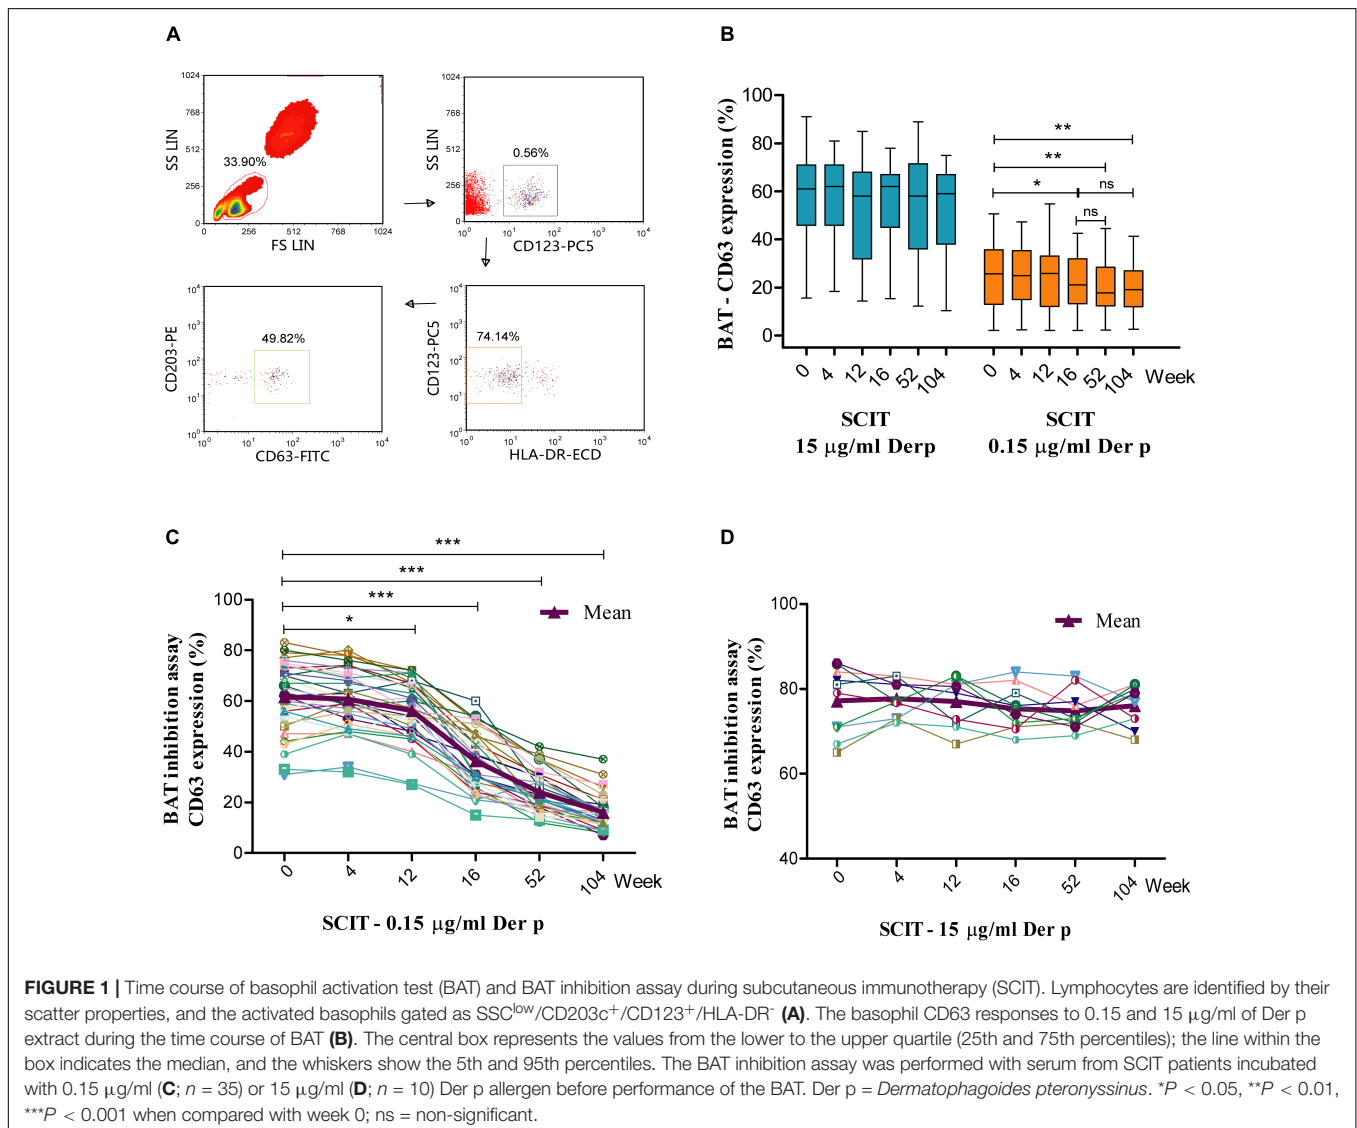 A
1024
768
512
256
0
SS LIN
33.90%
0 256 512 768 1024
FS LIN
1024
768
512
256
0
SS LIN
0.56%
10⁰ 10¹ 10² 10³ 10⁴
CD123-PC5
10⁴
10³
10²
10¹
10⁰
CD203-PE
49.82%
10⁰ 10¹ 10² 10³ 10⁴
CD63-FITC
10⁴
10³
10²
10¹
10⁰
CD123-PC5
74.14%
10⁰ 10¹ 10² 10³ 10⁴
HLA-DR-ECD
B
BAT - CD63 expression (%)
100
80
60
40
20
0
**
**
* ns
ns
0 4 12 16 52 104 0 4 12 16 52 104 Week
SCIT SCIT
15 μg/ml Derp 0.15 μg/ml Der p
C
***
***
***
*
Mean
BAT inhibition assay
CD63 expression (%)
100
80
60
40
20
0
0 4 12 16 52 104 Week
SCIT - 0.15 μg/ml Der p
D
Mean
BAT inhibition assay
CD63 expression (%)
100
80
60
40
0 4 12 16 52 104 Week
SCIT - 15 μg/ml Der p
FIGURE 1 | Time course of basophil activation test (BAT) and BAT inhibition assay during subcutaneous immunotherapy (SCIT). Lymphocytes are identified by their
scatter properties, and the activated basophils gated as SSC^low/CD203c⁺/CD123⁺/HLA-DR⁻ (A). The basophil CD63 responses to 0.15 and 15 μg/ml of Der p
extract during the time course of BAT (B). The central box represents the values from the lower to the upper quartile (25th and 75th percentiles); the line within the
box indicates the median, and the whiskers show the 5th and 95th percentiles. The BAT inhibition assay was performed with serum from SCIT patients incubated
with 0.15 μg/ml (C; n = 35) or 15 μg/ml (D; n = 10) Der p allergen before performance of the BAT. Der p = Dermatophagoides pteronyssinus. *P < 0.05, **P < 0.01,
***P < 0.001 when compared with week 0; ns = non-significant.